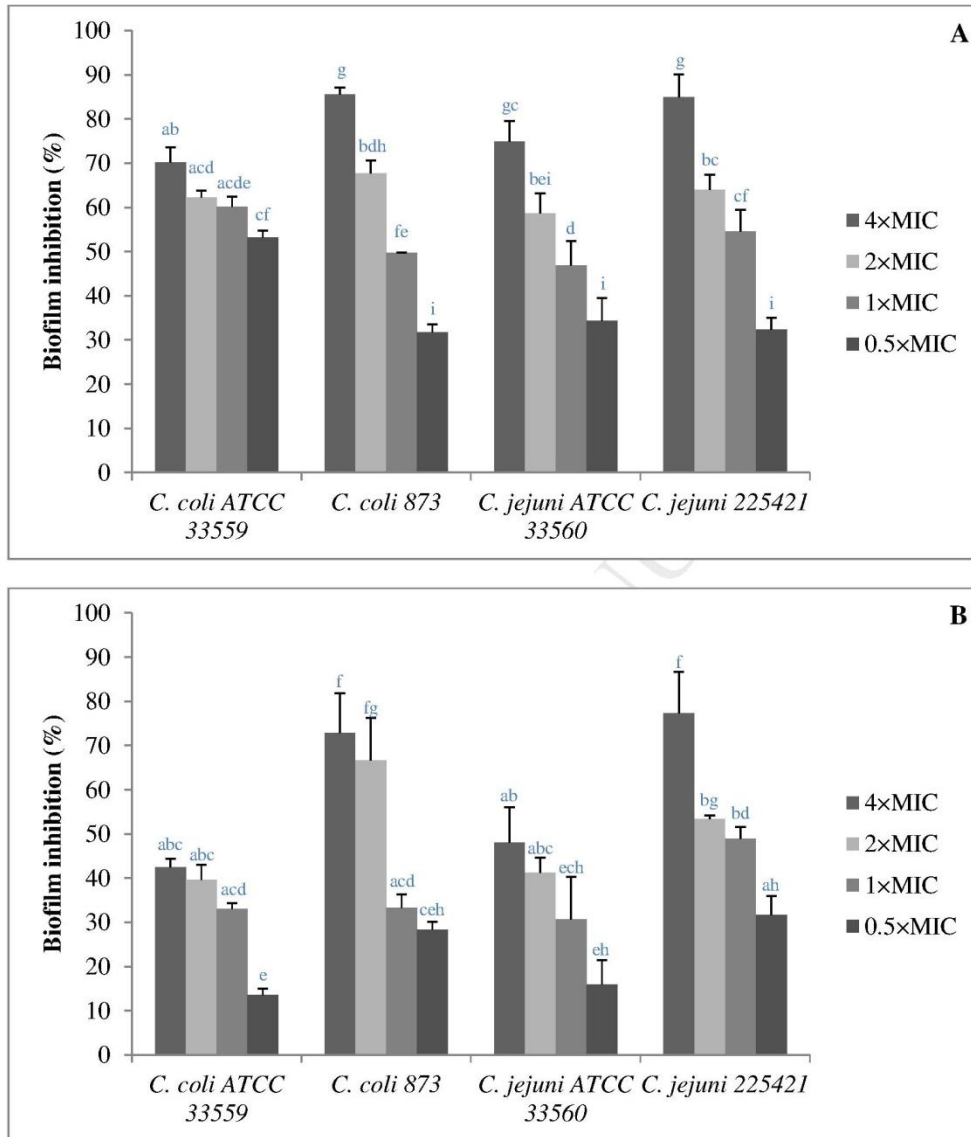 A
Biofilm inhibition (%)
100
90
80
70
60
50
40
30
20
10
0
ab
acd
acde
cf
g
bdh
fe
i
gc
bei
d
i
g
bc
cf
i
4×MIC
2×MIC
1×MIC
0.5×MIC
C. coli ATCC
33559
C. coli 873
C. jejuni ATCC
33560
C. jejuni 225421
B
Biofilm inhibition (%)
100
90
80
70
60
50
40
30
20
10
0
abc
abc
acd
e
f
fg
acd
ceh
ab
abc
ech
eh
f
bg
bd
ah
4×MIC
2×MIC
1×MIC
0.5×MIC
C. coli ATCC
33559
C. coli 873
C. jejuni ATCC
33560
C. jejuni 225421